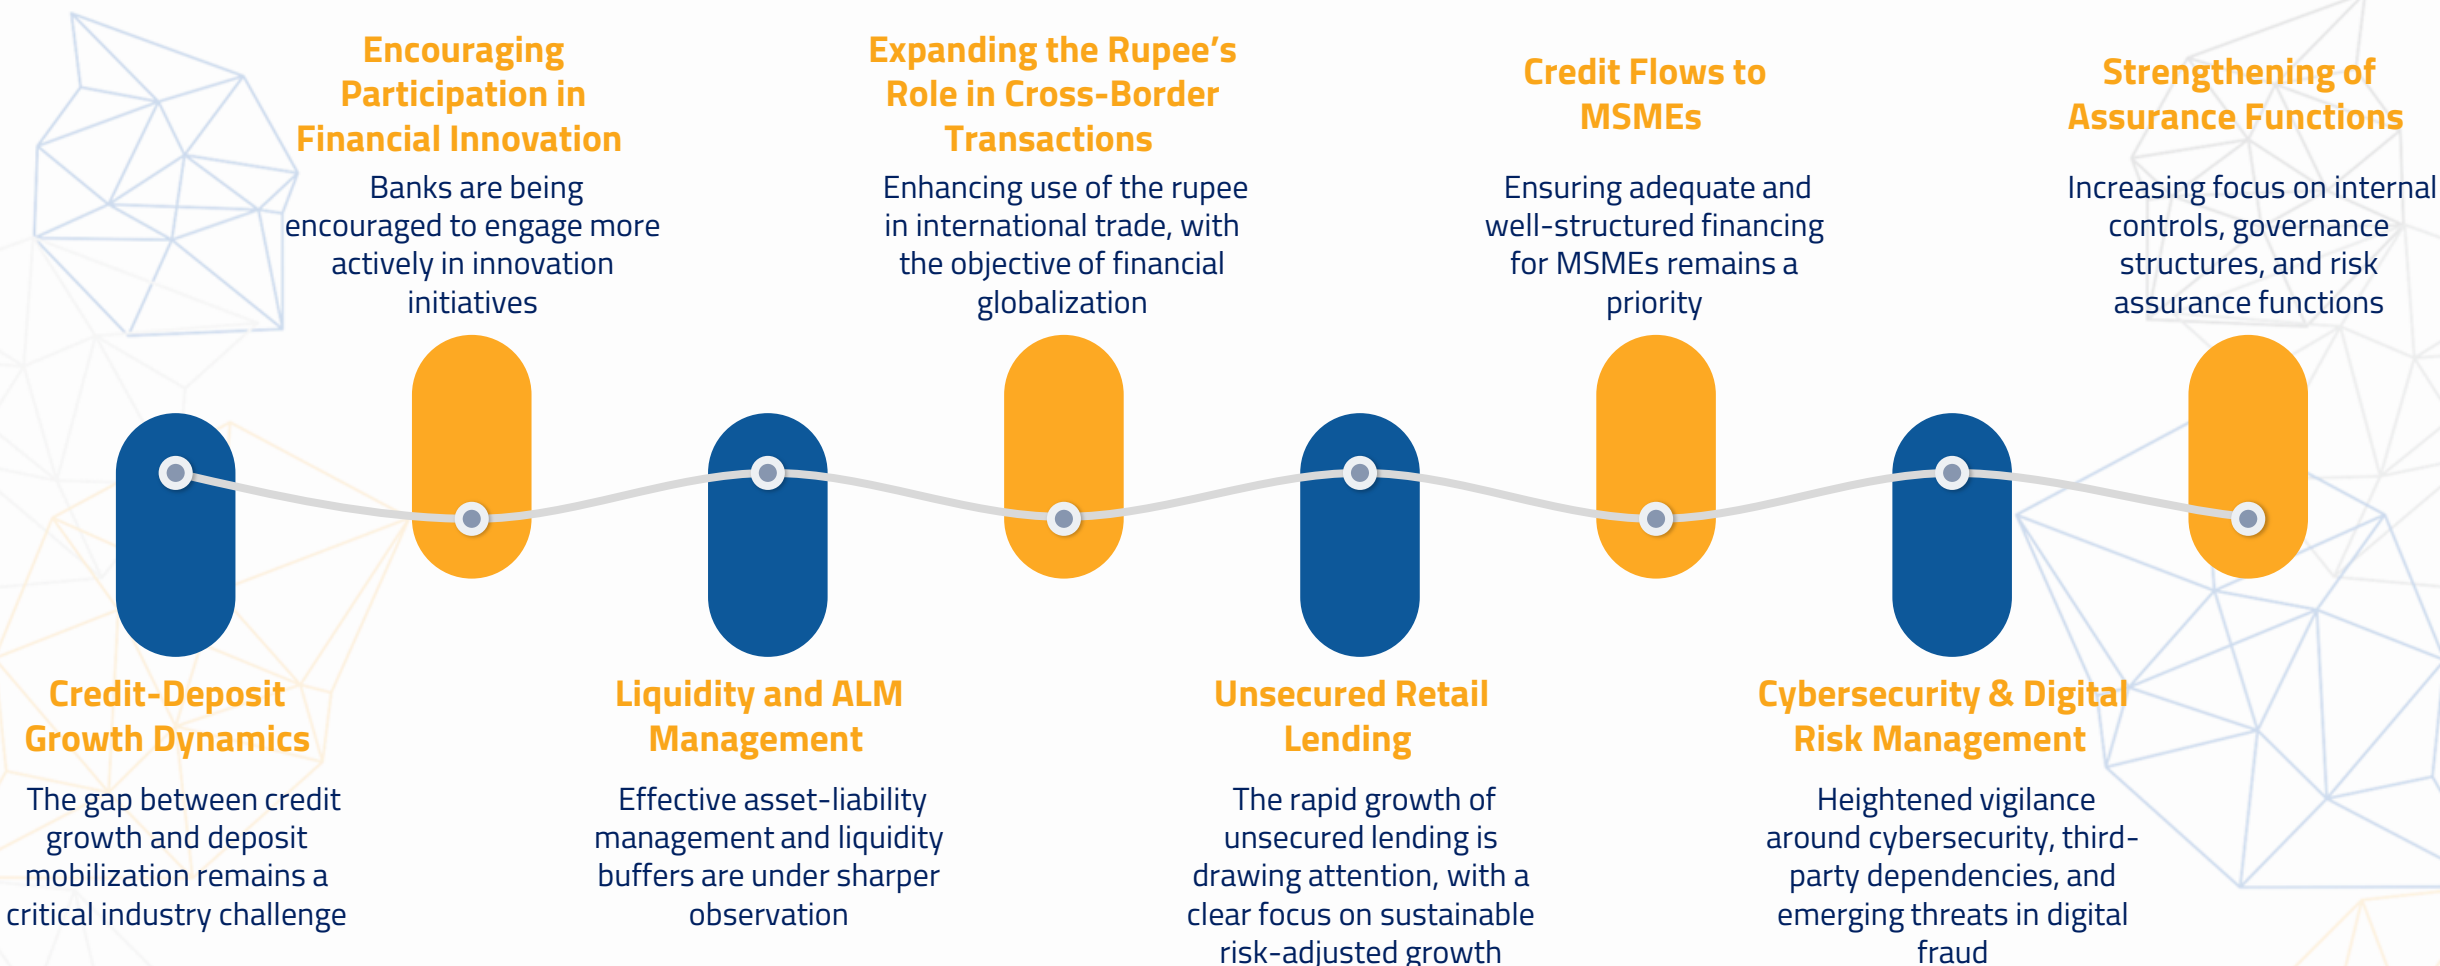 Encouraging
Participation in
Financial Innovation
Banks are being
encouraged to engage more
actively in innovation
initiatives
Expanding the Rupee’s
Role in Cross-Border
Transactions
Enhancing use of the rupee
in international trade, with
the objective of financial
globalization
Credit Flows to
MSMEs
Ensuring adequate and
well-structured financing
for MSMEs remains a
priority
Strengthening of
Assurance Functions
Increasing focus on internal
controls, governance
structures, and risk
assurance functions
Credit-Deposit
Growth Dynamics
The gap between credit
growth and deposit
mobilization remains a
critical industry challenge
Liquidity and ALM
Management
Effective asset-liability
management and liquidity
buffers are under sharper
observation
Unsecured Retail
Lending
The rapid growth of
unsecured lending is
drawing attention, with a
clear focus on sustainable
risk-adjusted growth
Cybersecurity & Digital
Risk Management
Heightened vigilance
around cybersecurity, third-
party dependencies, and
emerging threats in digital
fraud